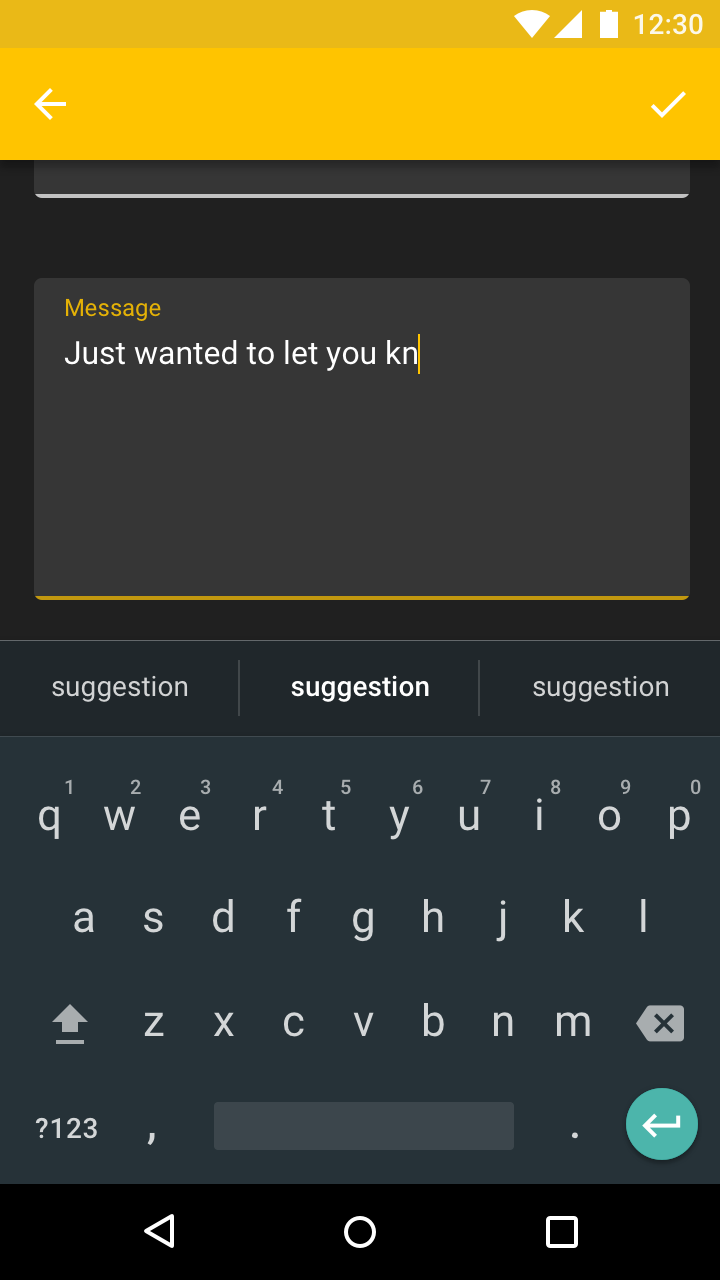 12:30
Message
Just wanted to let you kn
suggestion suggestion suggestion
1 2 3 4 5 6 7 8 9 0
q w e r t y u i o p
a s d f g h j k l
z x c v b n m
?123 , .